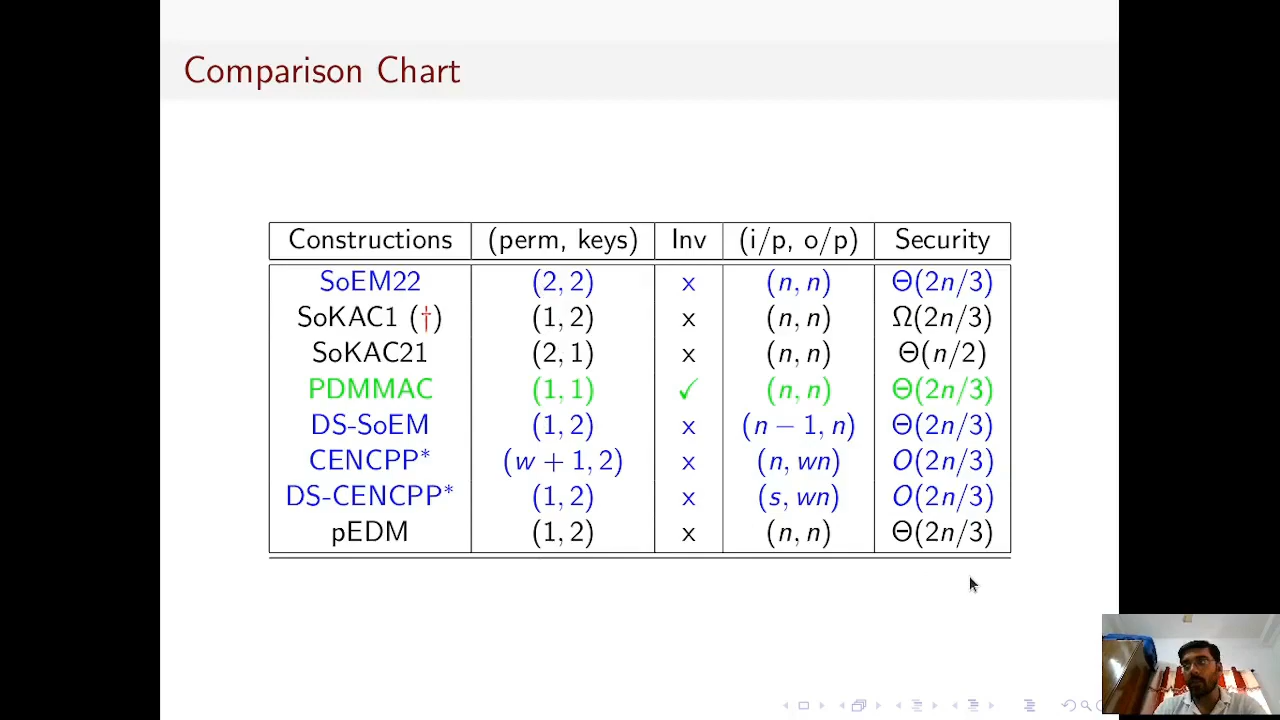 Comparison Chart
Constructions (perm, keys) Inv (i/p, o/p) Security
SoEM22 (2, 2) x (n, n) Θ(2n/3)
SoKAC1 (†) (1, 2) x (n, n) Ω(2n/3)
SoKAC21 (2, 1) x (n, n) Θ(n/2)
PDMMAC (1, 1) ✓ (n, n) Θ(2n/3)
DS-SoEM (1, 2) x (n − 1, n) Θ(2n/3)
CENCPP* (w + 1, 2) x (n, wn) O(2n/3)
DS-CENCPP* (1, 2) x (s, wn) O(2n/3)
pEDM (1, 2) x (n, n) Θ(2n/3)